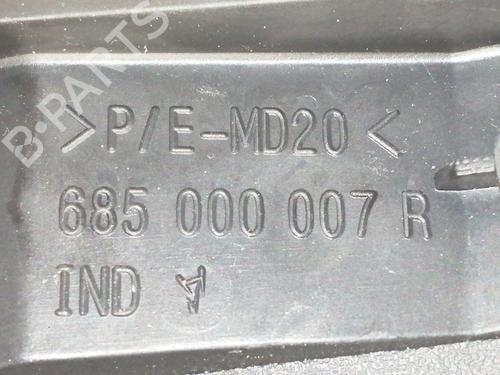 B-PARTS
>P/E-MD20<
685 000 007 R
IND